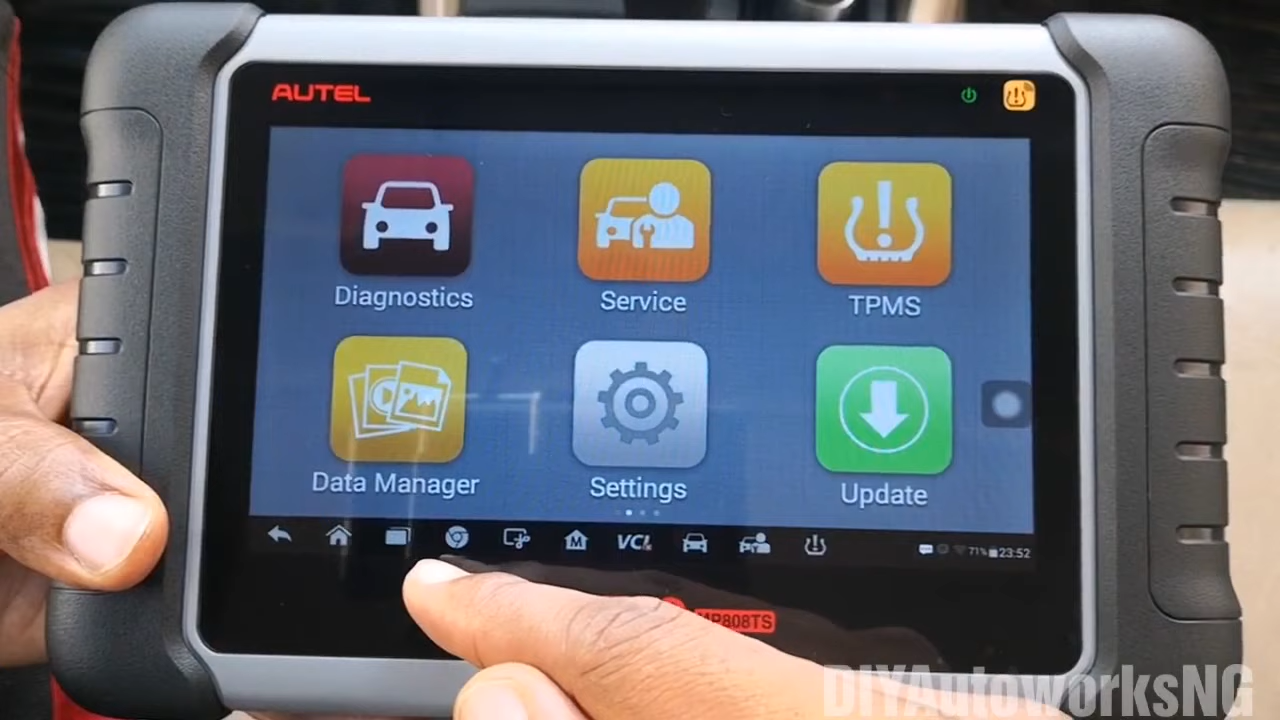 AUTEL
Diagnostics
Service
TPMS
Data Manager
Settings
Update
M
VCI
71%
23:52
MP808TS
DIYAutoworksNG